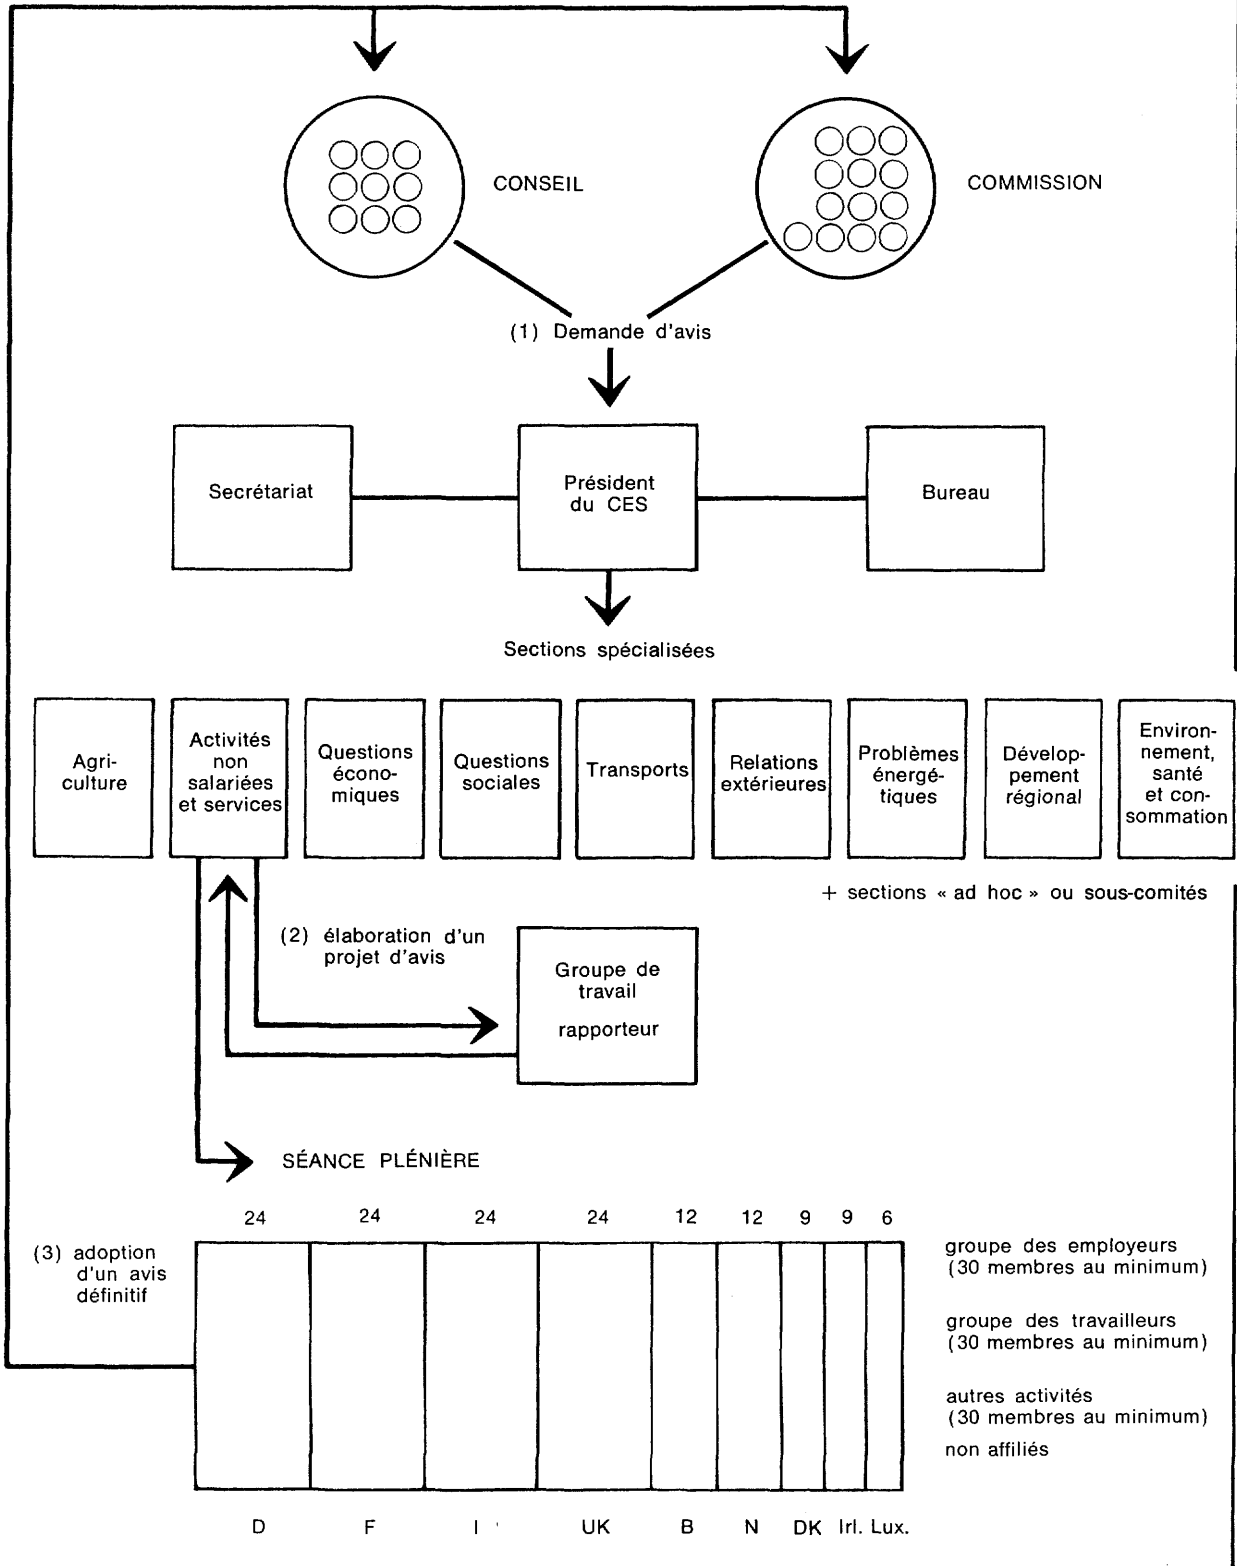 CONSEIL
COMMISSION
(1) Demande d'avis
Secrétariat
Président
du CES
Bureau
Sections spécialisées
Agri-
culture
Activités
non
salariées
et services
Questions
écono-
miques
Questions
sociales
Transports
Relations
extérieures
Problèmes
énergé-
tiques
Dévelop-
pement
régional
Environ-
nement,
santé
et con-
sommation
+ sections « ad hoc » ou sous-comités
(2) élaboration d'un
projet d'avis
Groupe de
travail
rapporteur
SÉANCE PLÉNIÈRE
24 24 24 24 12 12 9 9 6
(3) adoption
d'un avis
définitif
groupe des employeurs
(30 membres au minimum)
groupe des travailleurs
(30 membres au minimum)
autres activités
(30 membres au minimum)
non affiliés
D F I UK B N DK Irl. Lux.